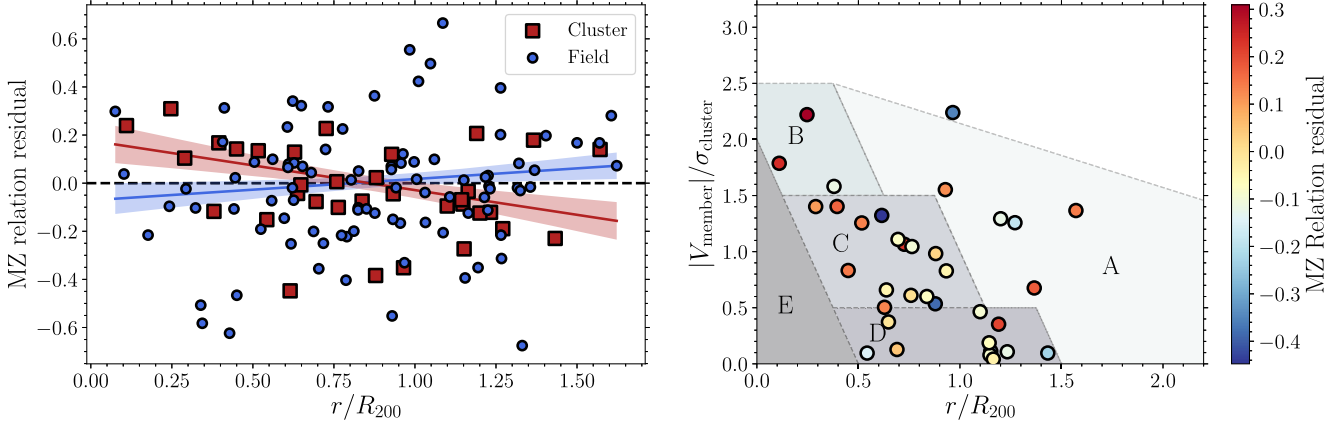 Cluster
Field
MZ relation residual
0.6
0.4
0.2
0.0
−0.2
−0.4
−0.6
0.00
0.25
0.50
0.75
1.00
1.25
1.50
r/R200
|Vmember|/σcluster
3.0
2.5
2.0
1.5
1.0
0.5
0.0
B
C
A
E
D
0.0
0.5
1.0
1.5
2.0
r/R200
0.3
0.2
0.1
0.0
−0.1
−0.2
−0.3
−0.4
MZ Relation residual